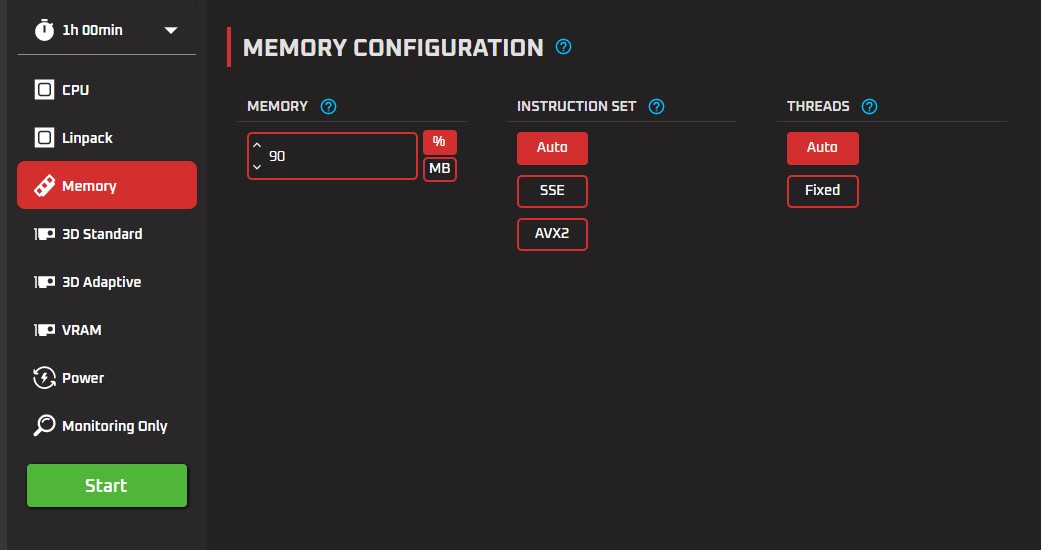 1h 00min
CPU
Linpack
Memory
3D Standard
3D Adaptive
VRAM
Power
Monitoring Only
Start
MEMORY CONFIGURATION ?
MEMORY ?
90
%
MB
INSTRUCTION SET ?
Auto
SSE
AVX2
THREADS ?
Auto
Fixed